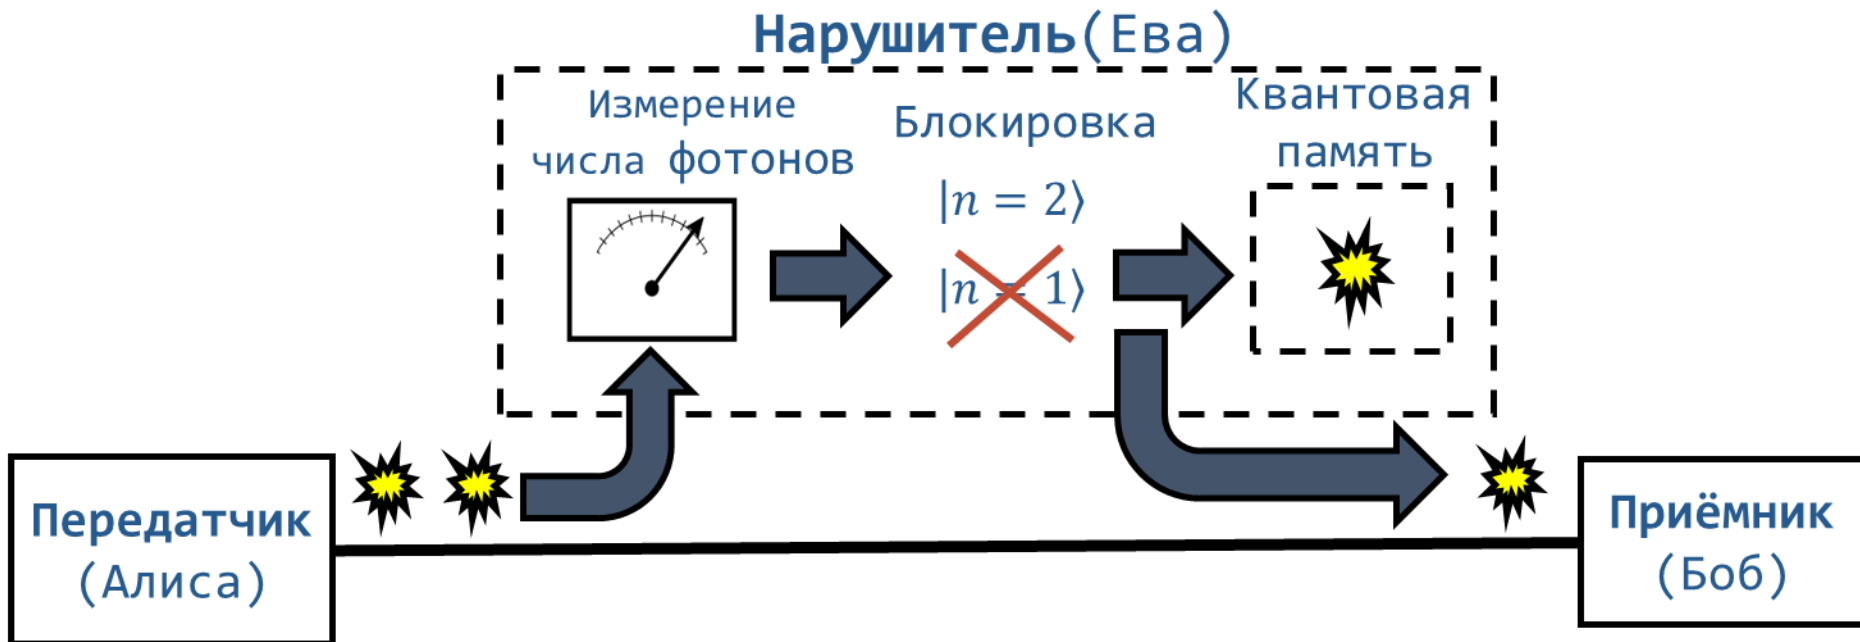 Нарушитель(Ева)
Измерение
числа фотонов
Блокировка
|n = 2⟩
|n = 1⟩
Квантовая
память
Передатчик
(Алиса)
Приёмник
(Боб)